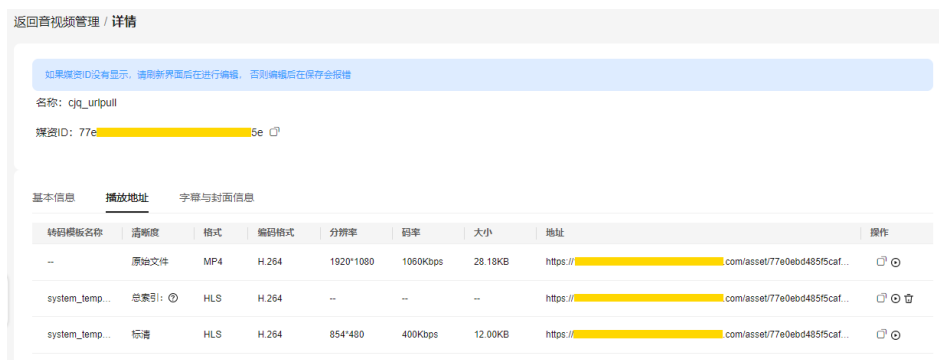 返回音视频管理 / 详情
如果媒资ID没有显示，请刷新界面后在进行编辑，否则编辑后在保存会报错
名称：cjq_urlpull
媒资ID：77e 5e
基本信息 播放地址 字幕与封面信息
转码模板名称 清晰度 格式 编码格式 分辨率 码率 大小 地址 操作
-- 原始文件 MP4 H.264 1920*1080 1060Kbps 28.18KB https:// .com/asset/77e0ebd485f5caf...
system_temp... 总索引: HLS H.264 -- -- -- https:// .com/asset/77e0ebd485f5caf...
system_temp... 标清 HLS H.264 854*480 400Kbps 12.00KB https:// .com/asset/77e0ebd485f5caf...